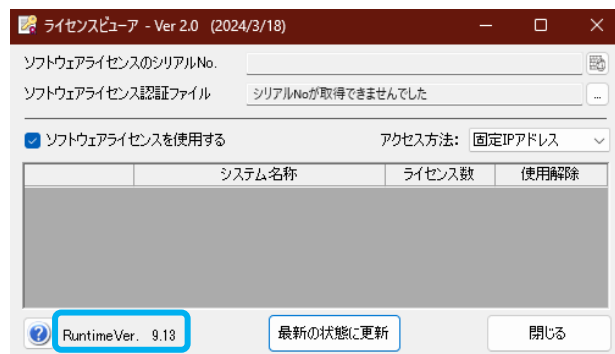 ライセンスビューア - Ver 2.0 (2024/3/18)
ソフトウェアライセンスのシリアルNo.
ソフトウェアライセンス認証ファイル シリアルNoが取得できませんでした ...
ソフトウェアライセンスを使用する アクセス方法: 固定IPアドレス
システム名称 ライセンス数 使用解除
? RuntimeVer. 9.13 最新の状態に更新 閉じる